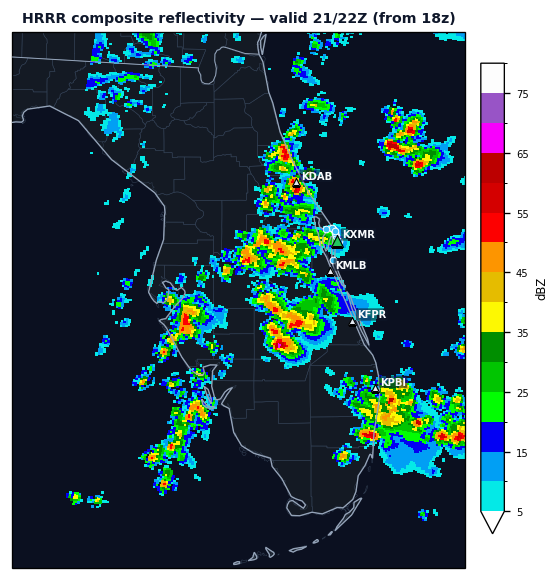 HRRR composite reflectivity — valid 21/22Z (from 18z)
KDAB
KXMR
KMLB
KFPR
KPBI
75
65
55
45
35
25
15
5
dBZ